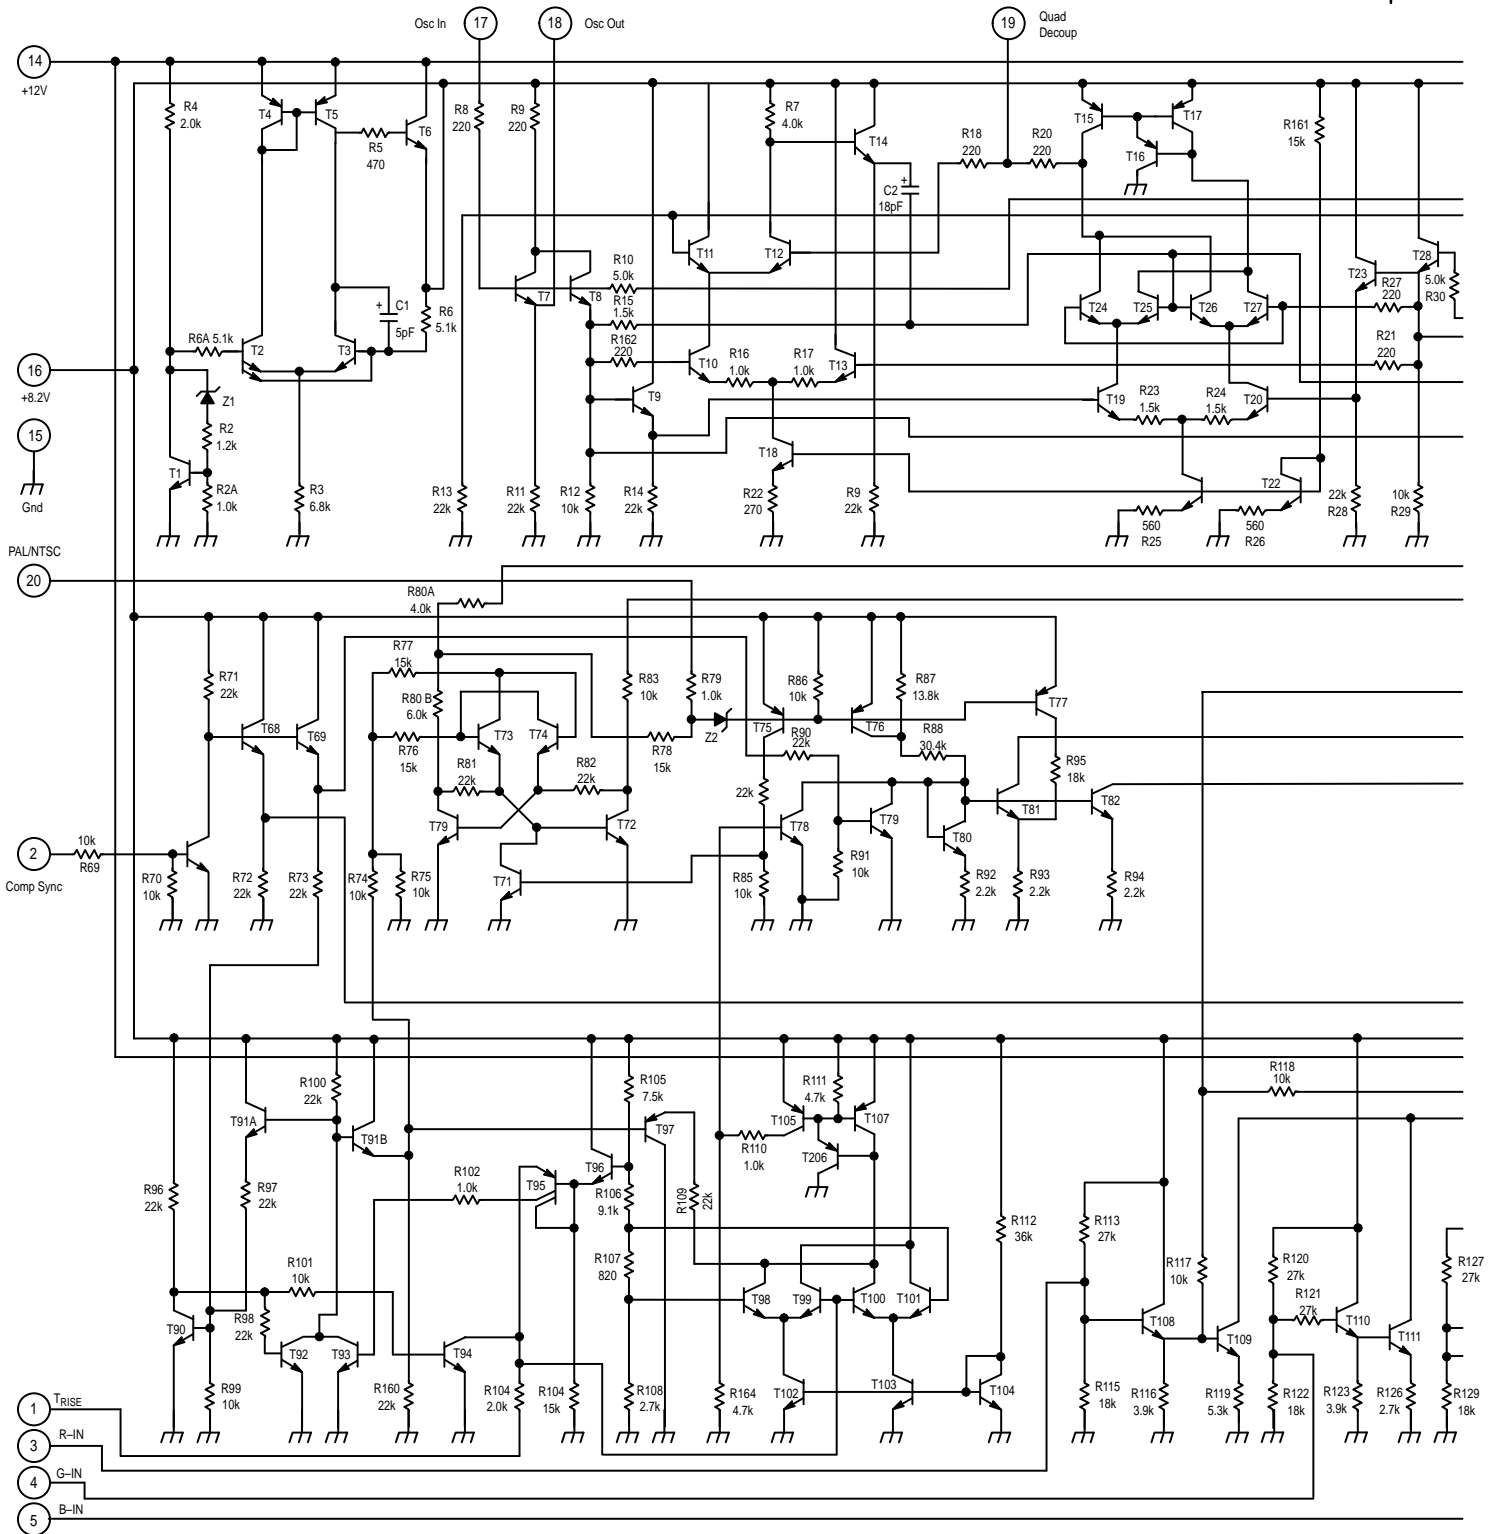 Osc In
17
18
Osc Out
19
Quad
Decoup
14
+12V
R4
2.0k
T4
T5
R5
470
T6
R8
220
R9
220
R7
4.0k
T14
C2
+
18pF
R18
220
R20
220
T15
T17
T16
R161
15k
T11
T12
R10
5.0k
T7
T8
R15
1.5k
R162
220
C1
+
5pF
R6
5.1k
R6A 5.1k
T2
T3
T10
R16
1.0k
R17
1.0k
T13
T24
T25
T26
T27
T23
T28
5.0k
R30
R27
220
R21
220
16
+8.2V
Z1
R2
1.2k
T9
T19
R23
1.5k
R24
1.5k
T20
15
Gnd
T1
R2A
1.0k
R3
6.8k
R13
22k
R11
22k
R12
10k
R14
22k
T18
R22
270
R9
22k
T22
560
R25
560
R26
22k
R28
10k
R29
PAL/NTSC
20
R80A
4.0k
R77
15k
R71
22k
T68
T69
R80 B
6.0k
R76
15k
T73
T74
R83
10k
R79
1.0k
R78
15k
Z2
R86
10k
T75
T76
R87
13.8k
R88
30.4k
R90
22k
T77
R95
18k
R81
22k
R82
22k
22k
T79
T72
T78
T79
T80
T81
T82
2
Comp Sync
10k
R69
R70
10k
R72
22k
R73
22k
R74
10k
R75
10k
T71
R85
10k
R91
10k
R92
2.2k
R93
2.2k
R94
2.2k
R100
22k
T91A
T91B
R105
7.5k
T97
R111
4.7k
T105
T107
R110
1.0k
T206
R118
10k
R96
22k
R97
22k
R102
1.0k
T95
T96
R106
9.1k
R109
22k
R112
36k
R113
27k
R117
10k
R120
27k
R121
27k
R127
27k
R101
10k
R107
820
T90
R98
22k
T92
T93
T94
T98
T99
T100
T101
T108
T109
T110
T111
R99
10k
R160
22k
R104
2.0k
R104
15k
R108
2.7k
R164
4.7k
T102
T103
T104
R115
18k
R116
3.9k
R119
5.3k
R122
18k
R123
3.9k
R126
2.7k
R129
18k
1
TRISE
3
R–IN
4
G–IN
5
B–IN